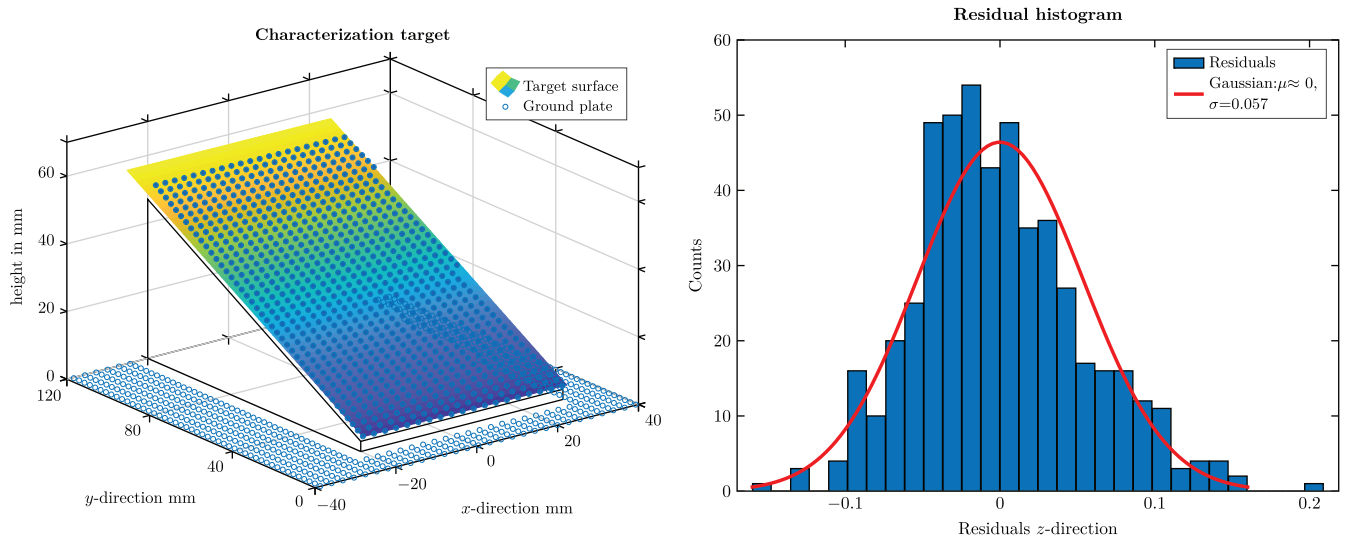 Characterization target
Target surface
Ground plate
60
40
20
0
height in mm
120
80
40
0
y-direction mm
−40
−20
0
20
40
x-direction mm
Residual histogram
Residuals
Gaussian:μ≈ 0,
σ=0.057
60
50
40
30
20
10
0
Counts
−0.1
0
0.1
0.2
Residuals z-direction